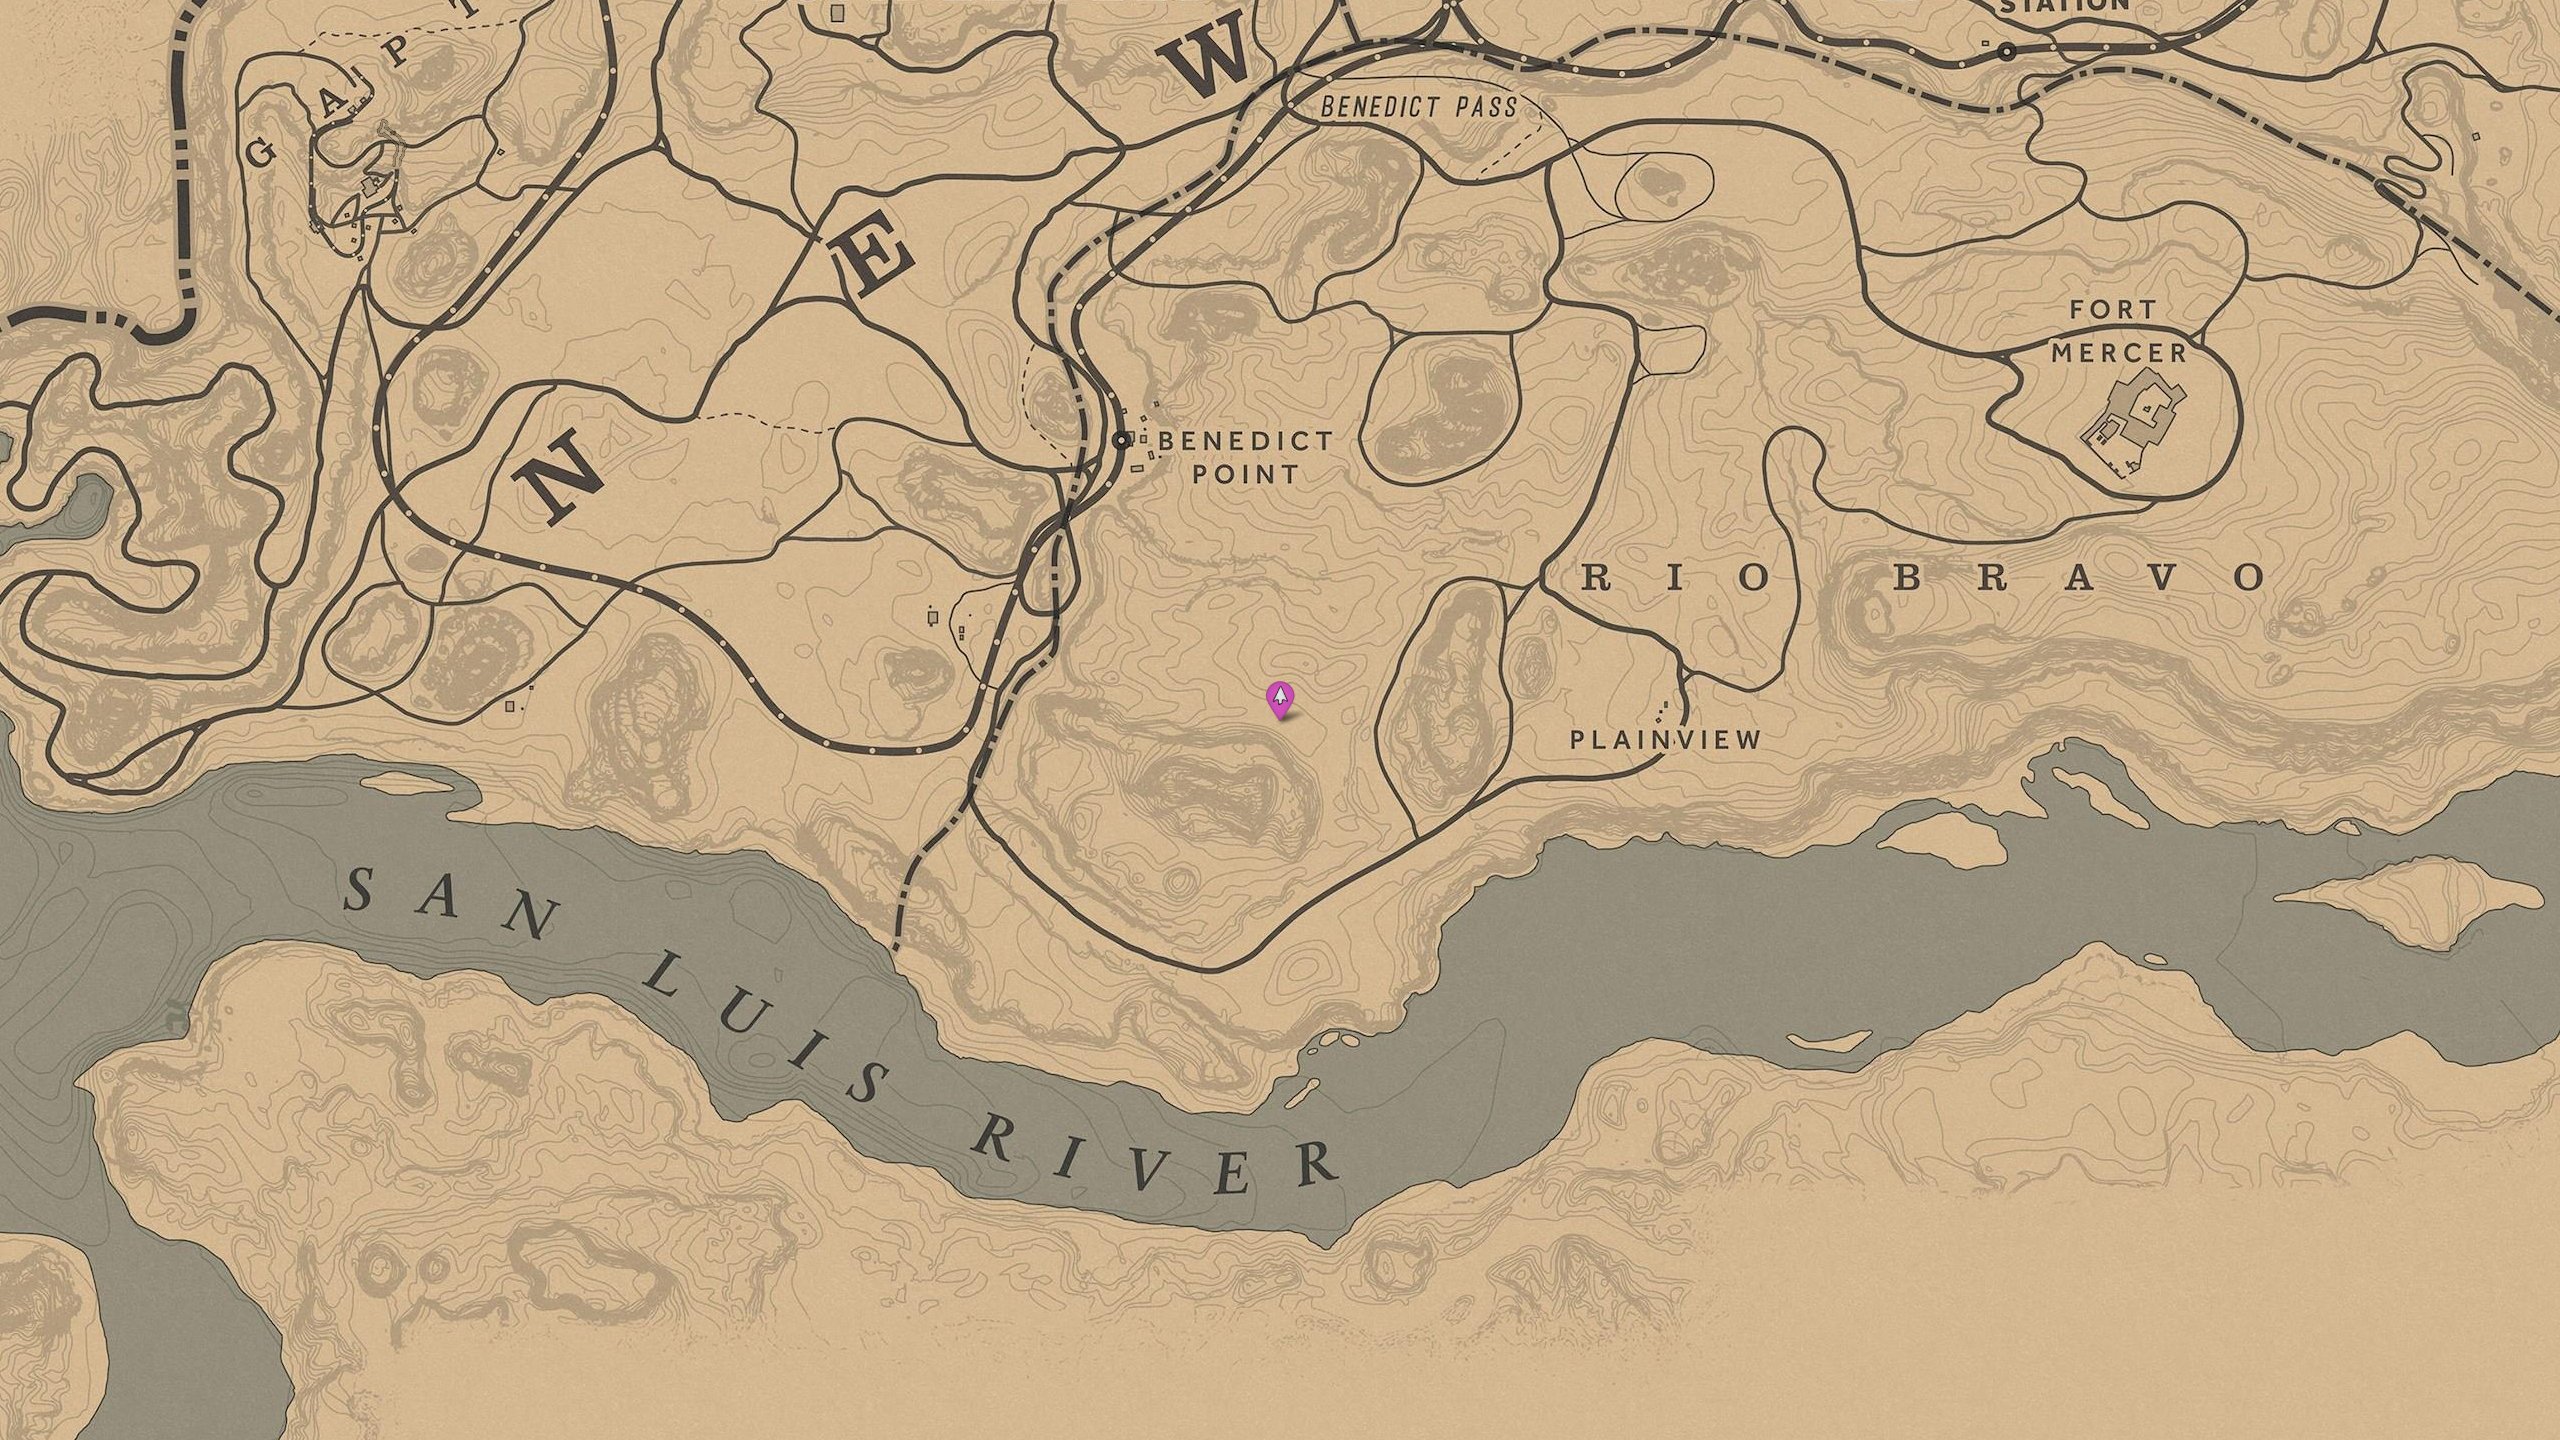 STATION
G A P T
W
E
N
BENEDICT PASS
FORT
MERCER
BENEDICT
POINT
RIO BRAVO
PLAINVIEW
SAN LUIS RIVER